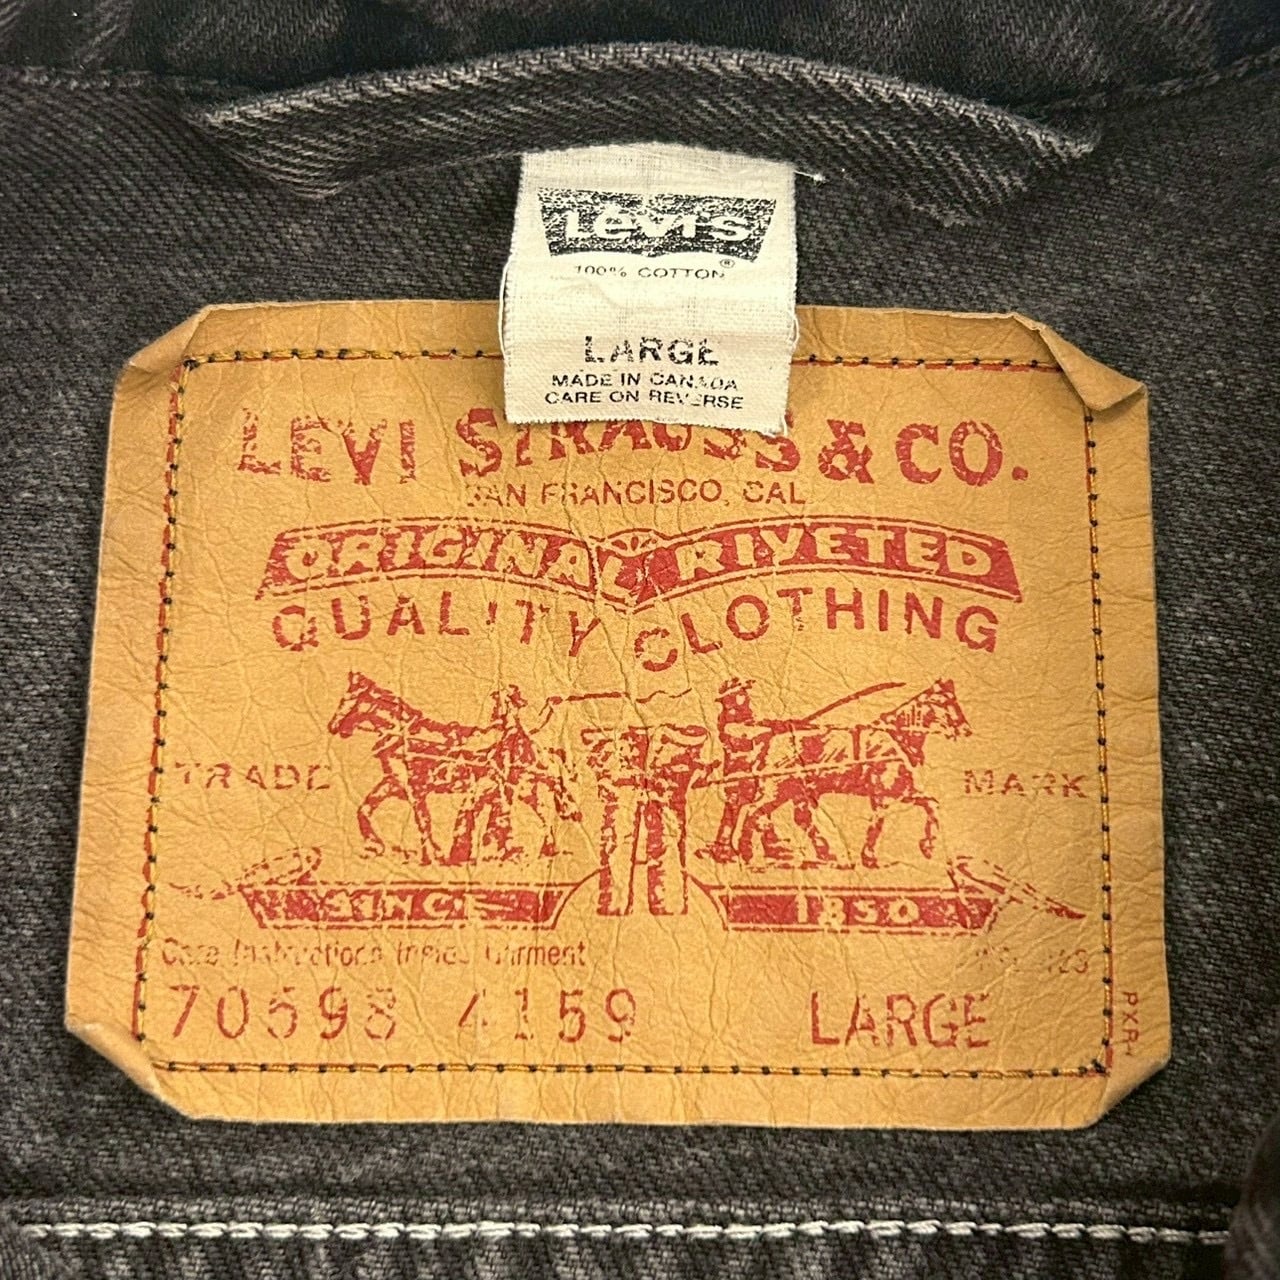 Levi's
®
100% COTTON
LARGE
MADE IN CANADA
CARE ON REVERSE
LEVI STRAUSS & CO.
SAN FRANCISCO, CAL
ORIGINAL RIVETED
QUALITY CLOTHING
TRADE MARK
SINCE 1850
Care Instructions Inside Garment
70598 4159 LARGE